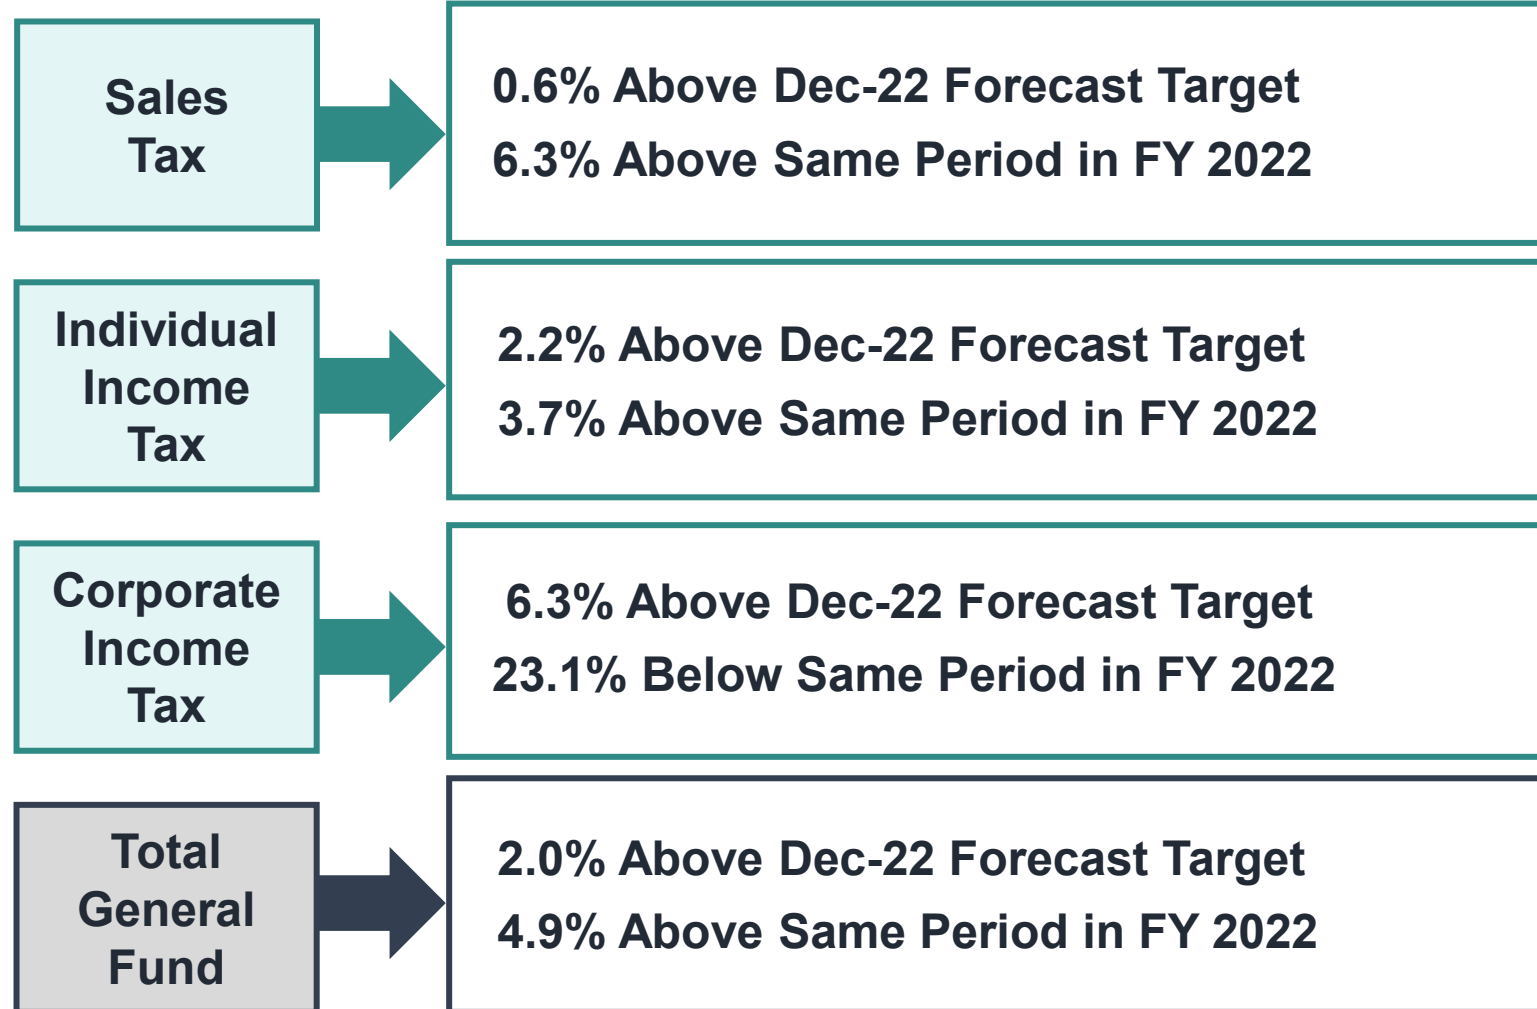 Sales
Tax
0.6% Above Dec-22 Forecast Target
6.3% Above Same Period in FY 2022
Individual
Income
Tax
2.2% Above Dec-22 Forecast Target
3.7% Above Same Period in FY 2022
Corporate
Income
Tax
6.3% Above Dec-22 Forecast Target
23.1% Below Same Period in FY 2022
Total
General
Fund
2.0% Above Dec-22 Forecast Target
4.9% Above Same Period in FY 2022